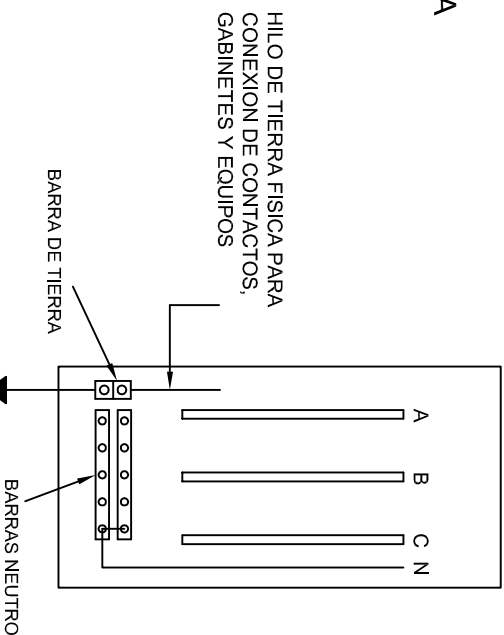 A
HILO DE TIERRA FISICA PARA
CONEXION DE CONTACTOS,
GABINETES Y EQUIPOS
BARRA DE TIERRA
BARRAS NEUTRO
A
B
C
N